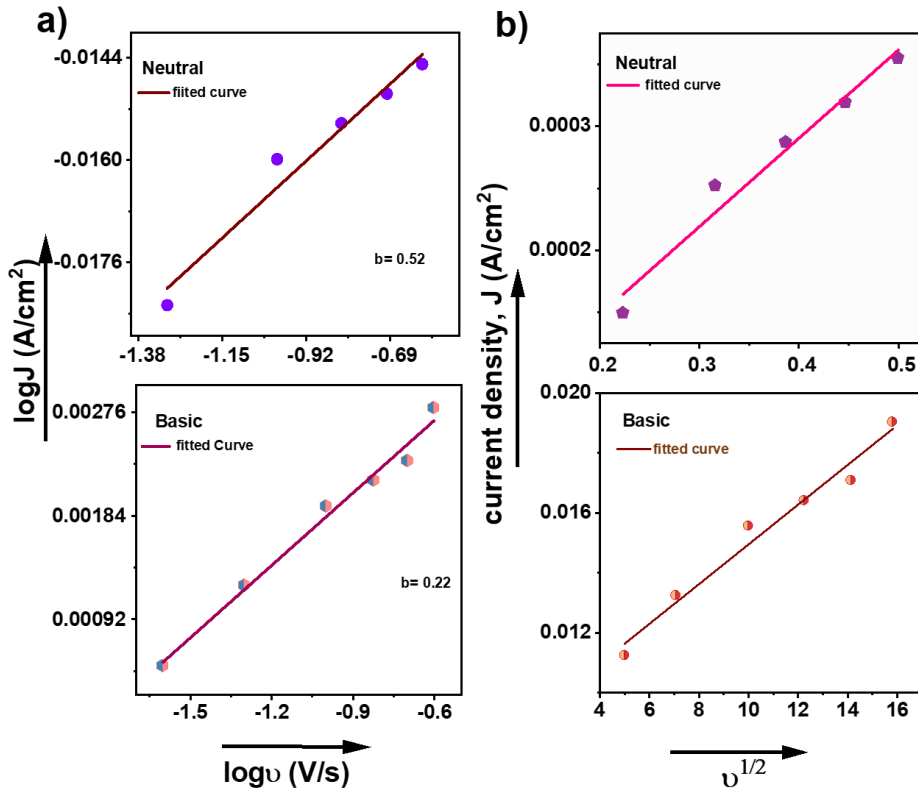 a)
-0.0144
-0.0160
-0.0176
Neutral
fiited curve
b= 0.52
-1.38
-1.15
-0.92
-0.69
0.00276
0.00184
0.00092
Basic
fitted Curve
b= 0.22
-1.5
-1.2
-0.9
-0.6
logJ (A/cm²)
logυ (V/s)
b)
0.0003
0.0002
Neutral
fitted curve
0.2
0.3
0.4
0.5
0.020
0.016
0.012
Basic
fitted curve
4
6
8
10
12
14
16
current density, J (A/cm²)
υ^1/2